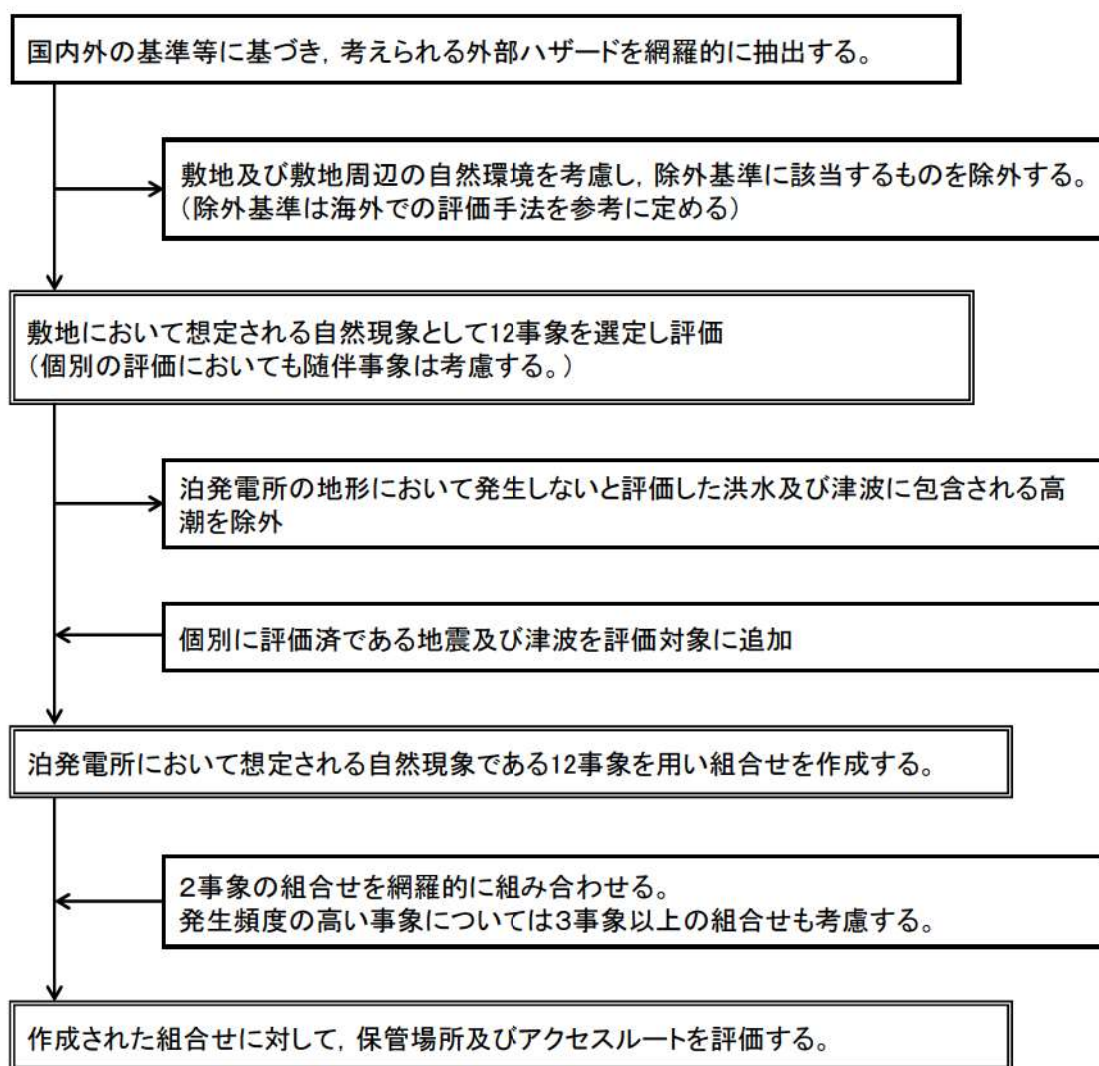 国内外の基準等に基づき，考えられる外部ハザードを網羅的に抽出する。
敷地及び敷地周辺の自然環境を考慮し，除外基準に該当するものを除外する。
（除外基準は海外での評価手法を参考に定める）
敷地において想定される自然現象として12事象を選定し評価
（個別の評価においても随伴事象は考慮する。）
泊発電所の地形において発生しないと評価した洪水及び津波に包含される高
潮を除外
個別に評価済である地震及び津波を評価対象に追加
泊発電所において想定される自然現象である12事象を用い組合せを作成する。
２事象の組合せを網羅的に組み合わせる。
発生頻度の高い事象については３事象以上の組合せも考慮する。
作成された組合せに対して，保管場所及びアクセスルートを評価する。